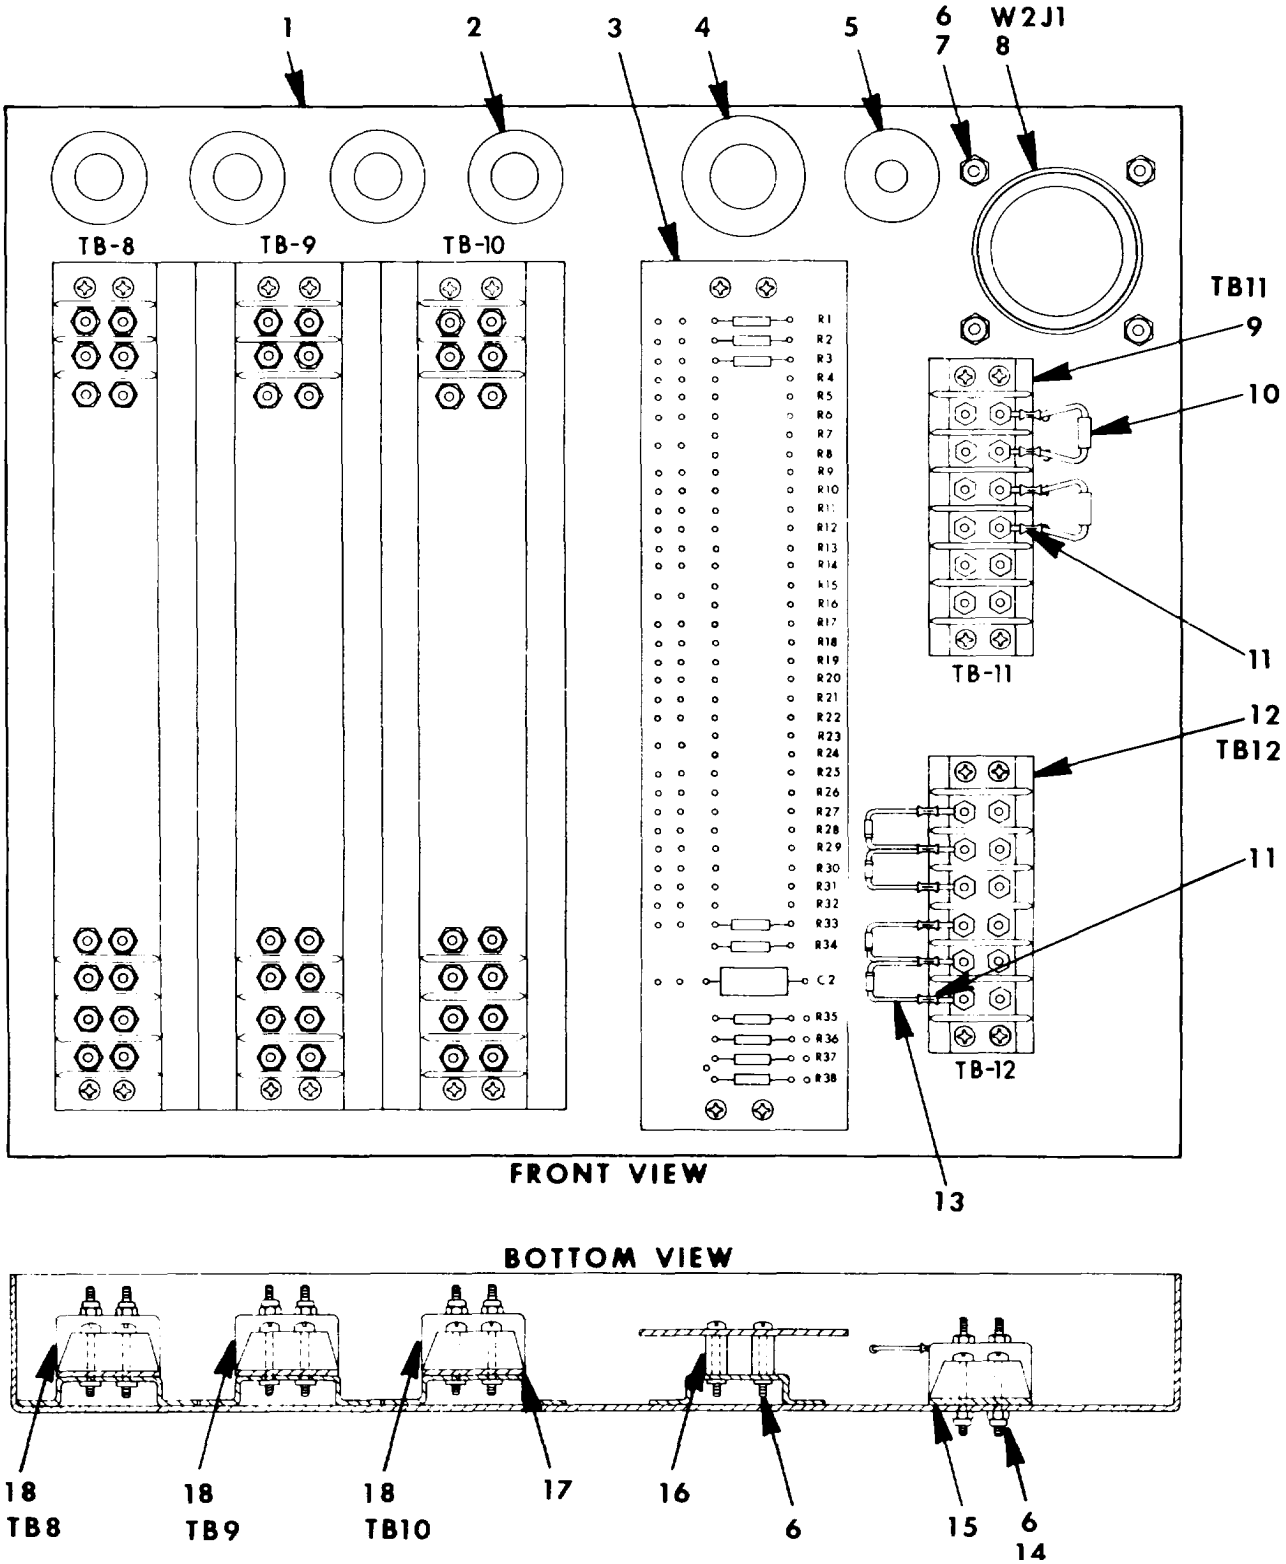 1 2 3 4 5 6 W2J1
7 8
TB-8 TB-9 TB-10
TB11
9
10
R1
R2
R3
R4
R5
R6
R7
R8
R9
R10
R11
R12
R13
R14
R15
R16
R17
R18
R19
R20
R21
R22
R23
R24
R25
R26
R27
R28
R29
R30
R31
R32
R33
R34
C2
R35
R36
R37
R38
11
TB-11
12
TB12
11
TB-12
FRONT VIEW
13
BOTTOM VIEW
18 18 18 17 16 6 15 6
TB8 TB9 TB10 14